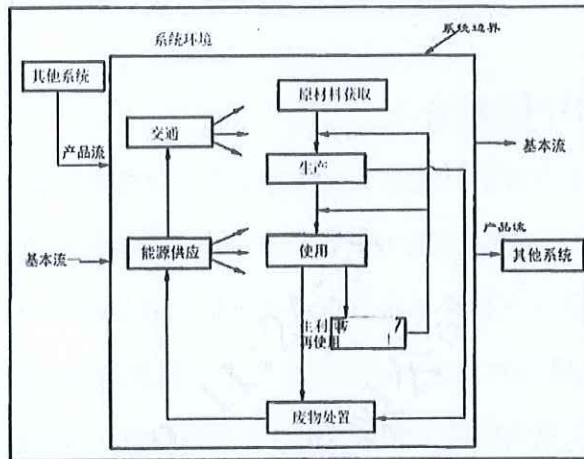 系统环境
系统边界
其他系统
原材料获取
交通
产品流
基本流
生产
产品流
能源供应
使用
基本流
其他系统
再使用
废物处置